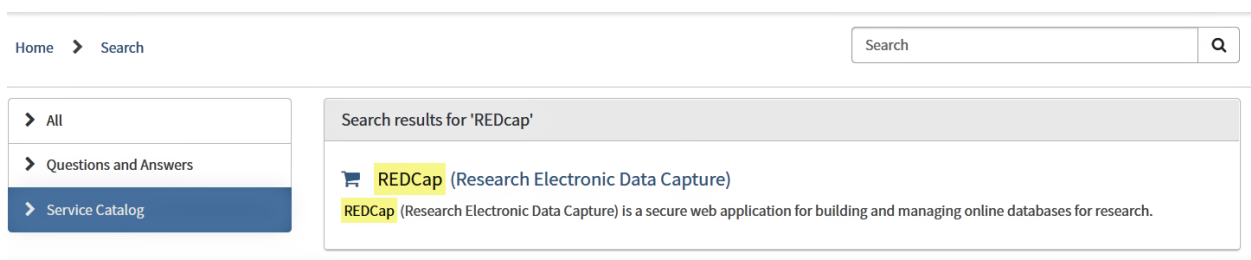 Home Search
Search
All
Questions and Answers
Service Catalog
Search results for 'REDcap'
REDCap (Research Electronic Data Capture)
REDCap (Research Electronic Data Capture) is a secure web application for building and managing online databases for research.